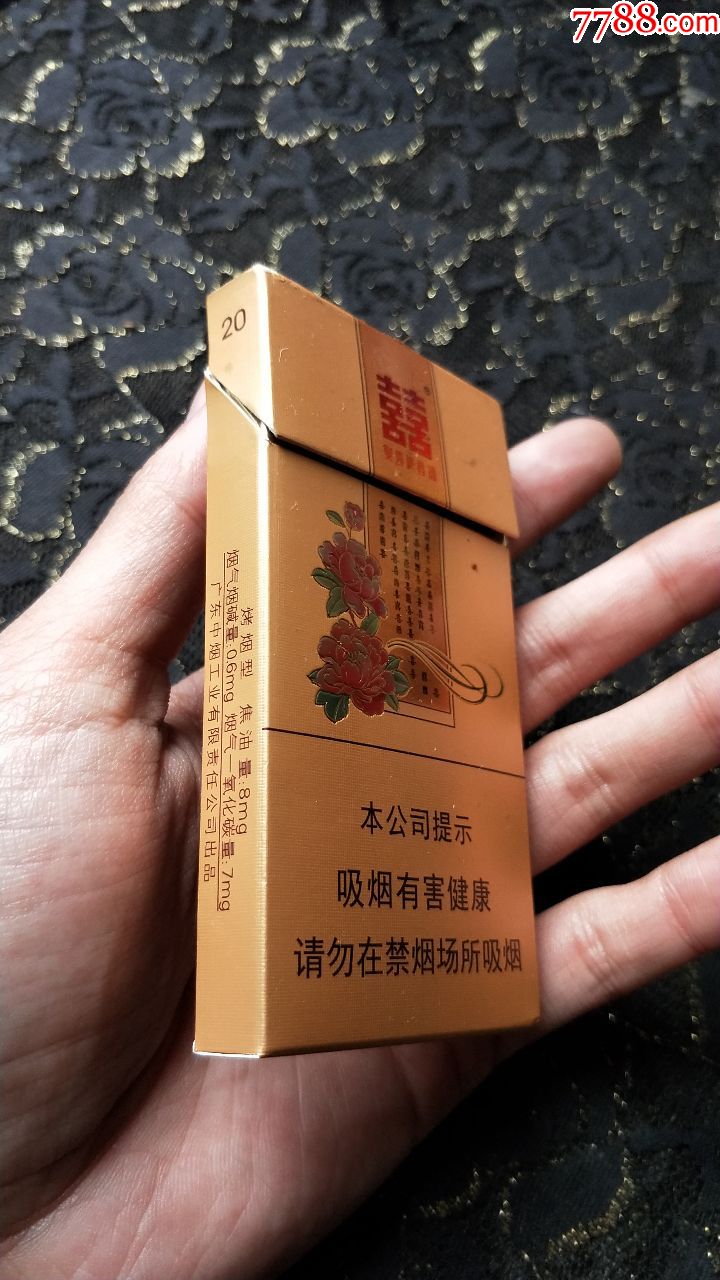 7788.com
20
囍
本公司提示
吸烟有害健康
请勿在禁烟场所吸烟
烤烟型 焦油量:8mg
烟气烟碱量:0.6mg 烟气一氧化碳量:7mg
广东中烟工业有限责任公司出品